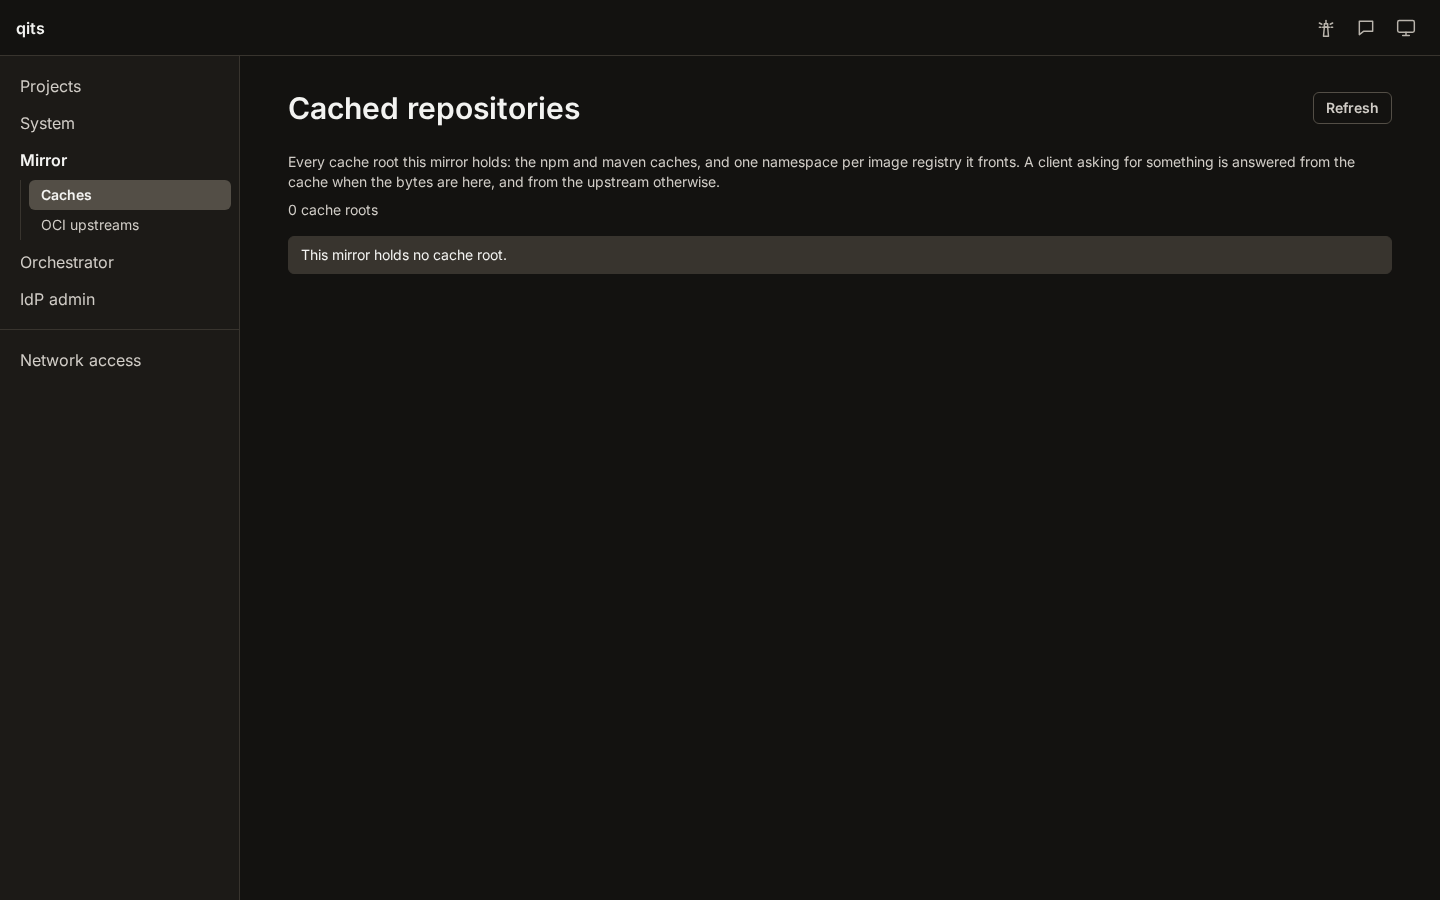 qits
Projects
System
Mirror
Caches
OCI upstreams
Orchestrator
IdP admin
Network access
Cached repositories
Refresh
Every cache root this mirror holds: the npm and maven caches, and one namespace per image registry it fronts. A client asking for something is answered from the
cache when the bytes are here, and from the upstream otherwise.
0 cache roots
This mirror holds no cache root.